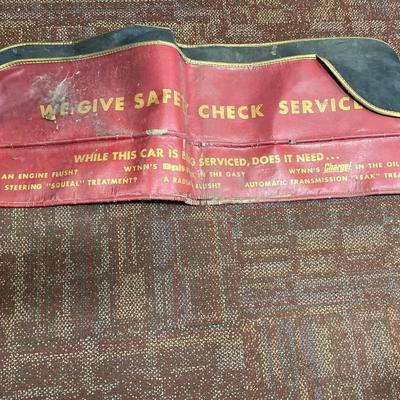 WE GIVE SAFETY CHECK SERVICE
WHILE THIS CAR IS BEING SERVICED, DOES IT NEED...
AN ENGINE FLUSH? WYNN'S IN THE GAS? WYNN'S Charge! IN THE OIL
STEERING "SQUEAL" TREATMENT? A RADIATOR FLUSH? AUTOMATIC TRANSMISSION "LEAK" TREA